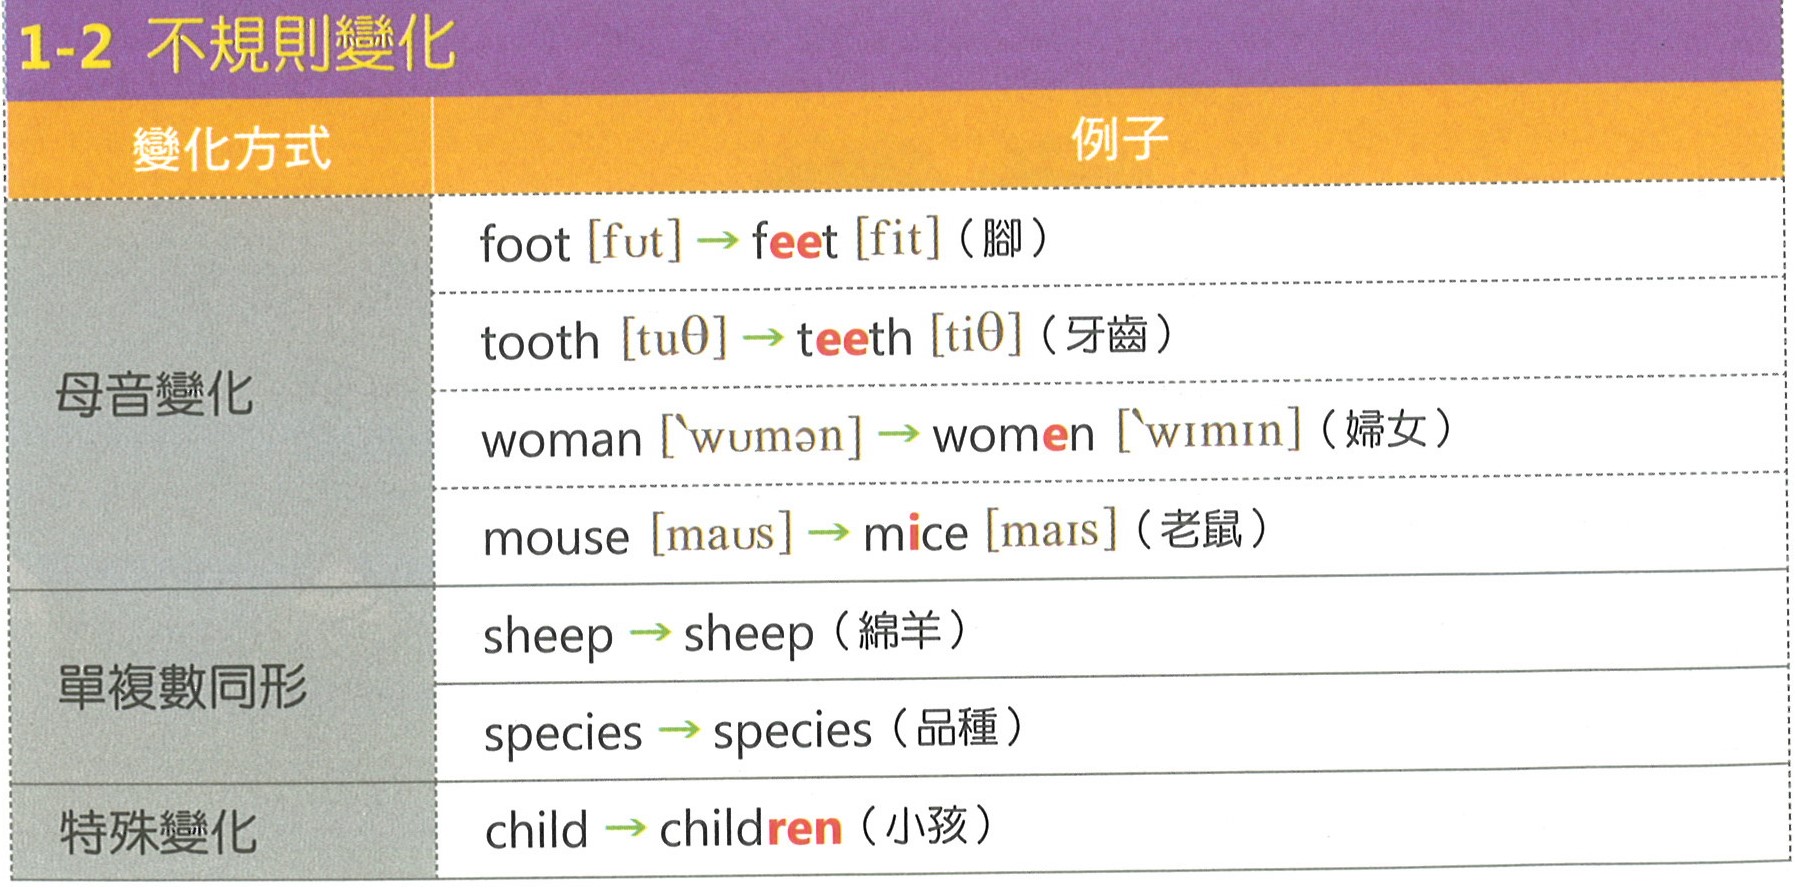 1-2 不規則變化
變化方式 例子
母音變化
foot [fʊt] → feet [fit]（腳）
tooth [tuθ] → teeth [tiθ]（牙齒）
woman [ˋwʊmən] → women [ˋwɪmɪn]（婦女）
mouse [maʊs] → mice [maɪs]（老鼠）
單複數同形
sheep → sheep（綿羊）
species → species（品種）
特殊變化
child → children（小孩）